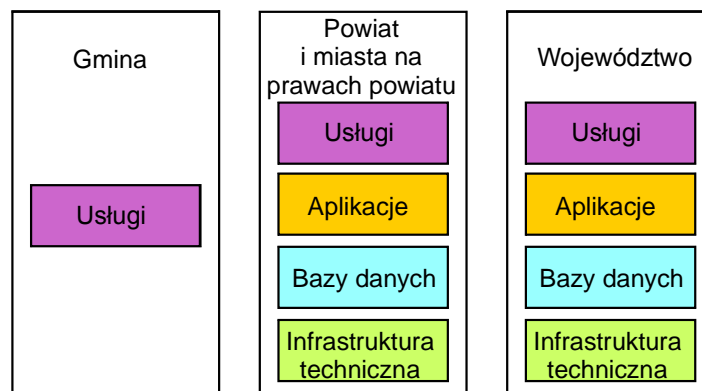 Gmina
Usługi
Powiat
i miasta na
prawach powiatu
Usługi
Aplikacje
Bazy danych
Infrastruktura
techniczna
Województwo
Usługi
Aplikacje
Bazy danych
Infrastruktura
techniczna